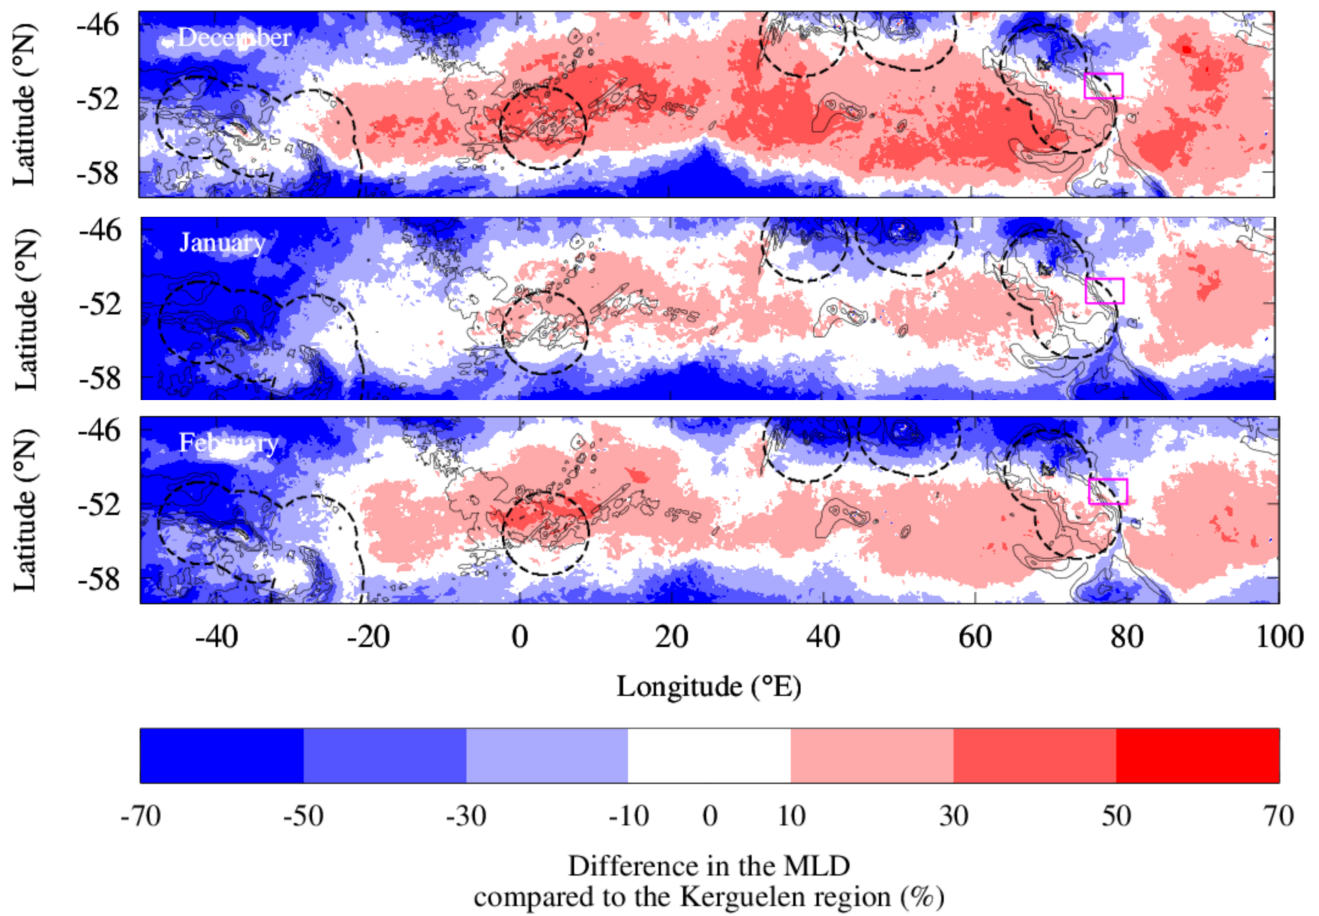 December
Latitude (°N)
-46
-52
-58
January
Latitude (°N)
-46
-52
-58
February
Latitude (°N)
-46
-52
-58
-40 -20 0 20 40 60 80 100
Longitude (°E)
-70 -50 -30 -10 0 10 30 50 70
Difference in the MLD
compared to the Kerguelen region (%)